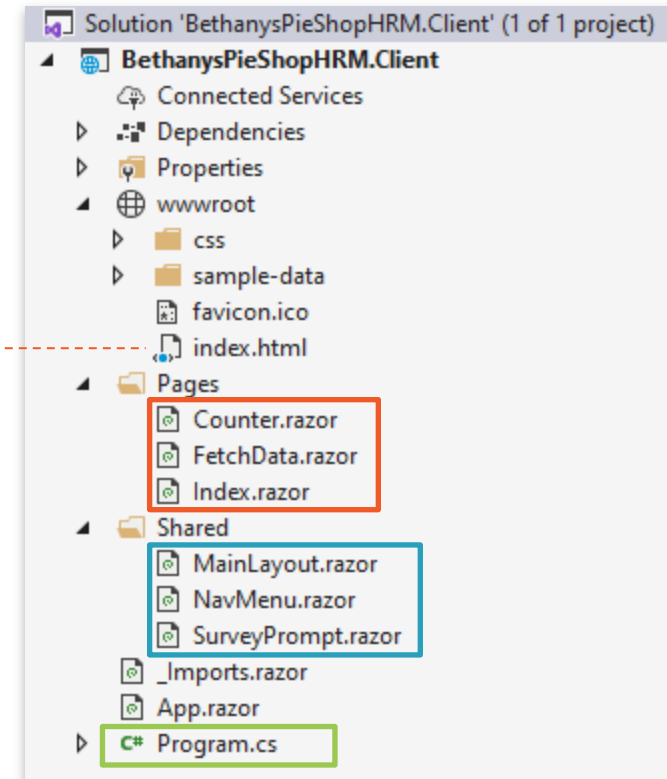 Solution 'BethanysPieShopHRM.Client' (1 of 1 project)
BethanysPieShopHRM.Client
Connected Services
Dependencies
Properties
wwwroot
css
sample-data
favicon.ico
index.html
Pages
Counter.razor
FetchData.razor
Index.razor
Shared
MainLayout.razor
NavMenu.razor
SurveyPrompt.razor
_Imports.razor
App.razor
C# Program.cs